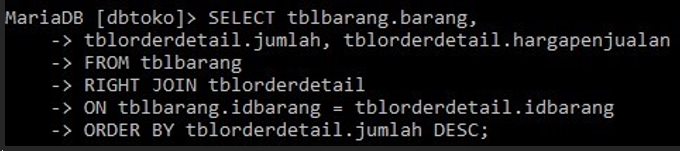 MariaDB [dbtoko]> SELECT tblbarang.barang,
    -> tblorderdetail.jumlah, tblorderdetail.hargapenjualan
    -> FROM tblbarang
    -> RIGHT JOIN tblorderdetail
    -> ON tblbarang.idbarang = tblorderdetail.idbarang
    -> ORDER BY tblorderdetail.jumlah DESC;